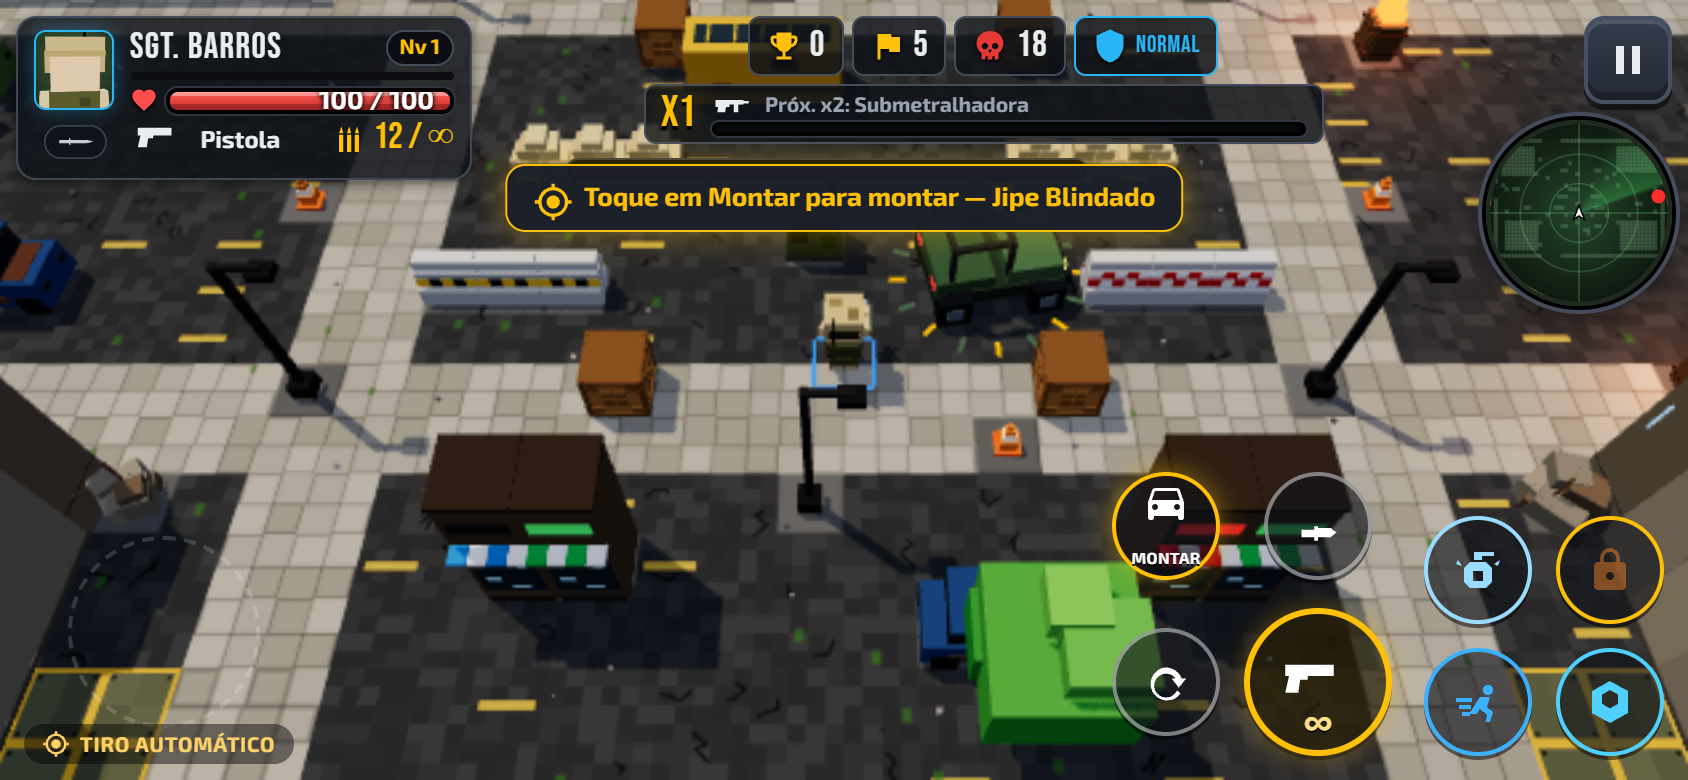 SGT. BARROS
Nv 1
100 / 100
Pistola
12 / ∞
0
5
18
NORMAL
X1
Próx. x2: Submetralhadora
Toque em Montar para montar — Jipe Blindado
MONTAR
∞
TIRO AUTOMÁTICO